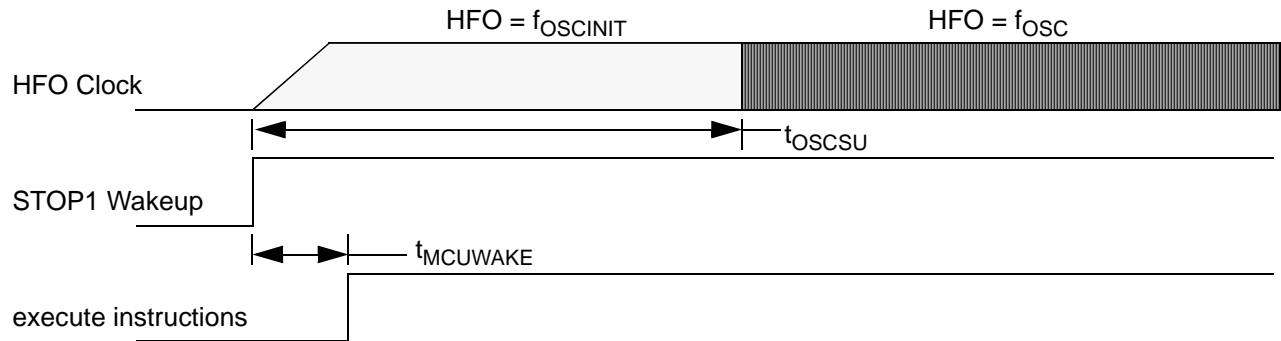 HFO = fOSCINIT HFO = fOSC
HFO Clock
tOSCSU
STOP1 Wakeup
tMCUWAKE
execute instructions